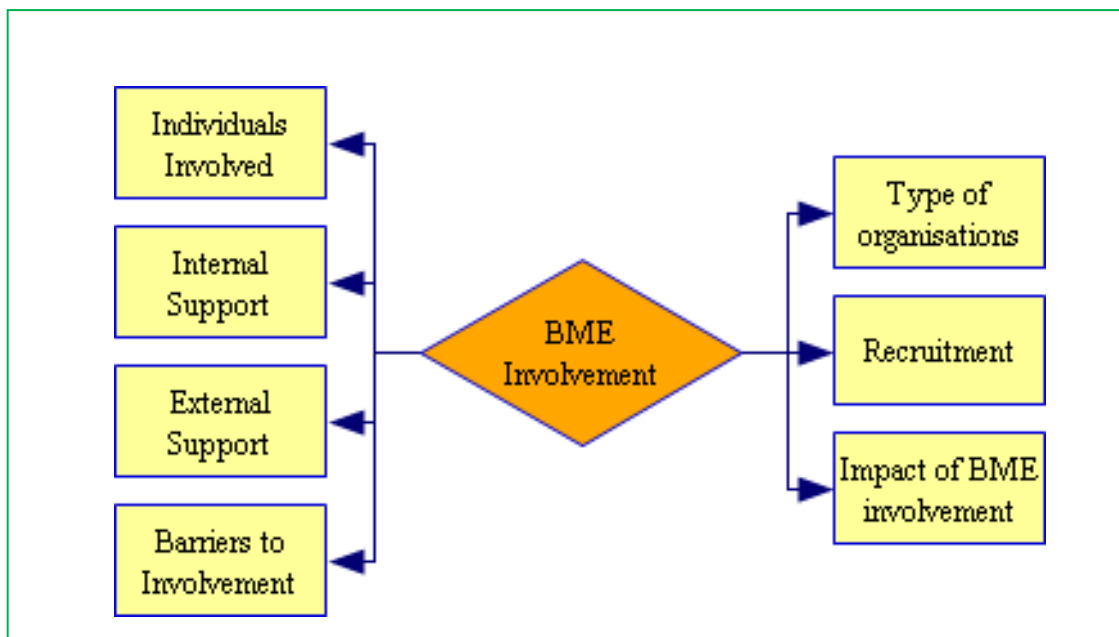 Individuals
Involved
Internal
Support
External
Support
Barriers to
Involvement
BME
Involvement
Type of
organisations
Recruitment
Impact of BME
involvement